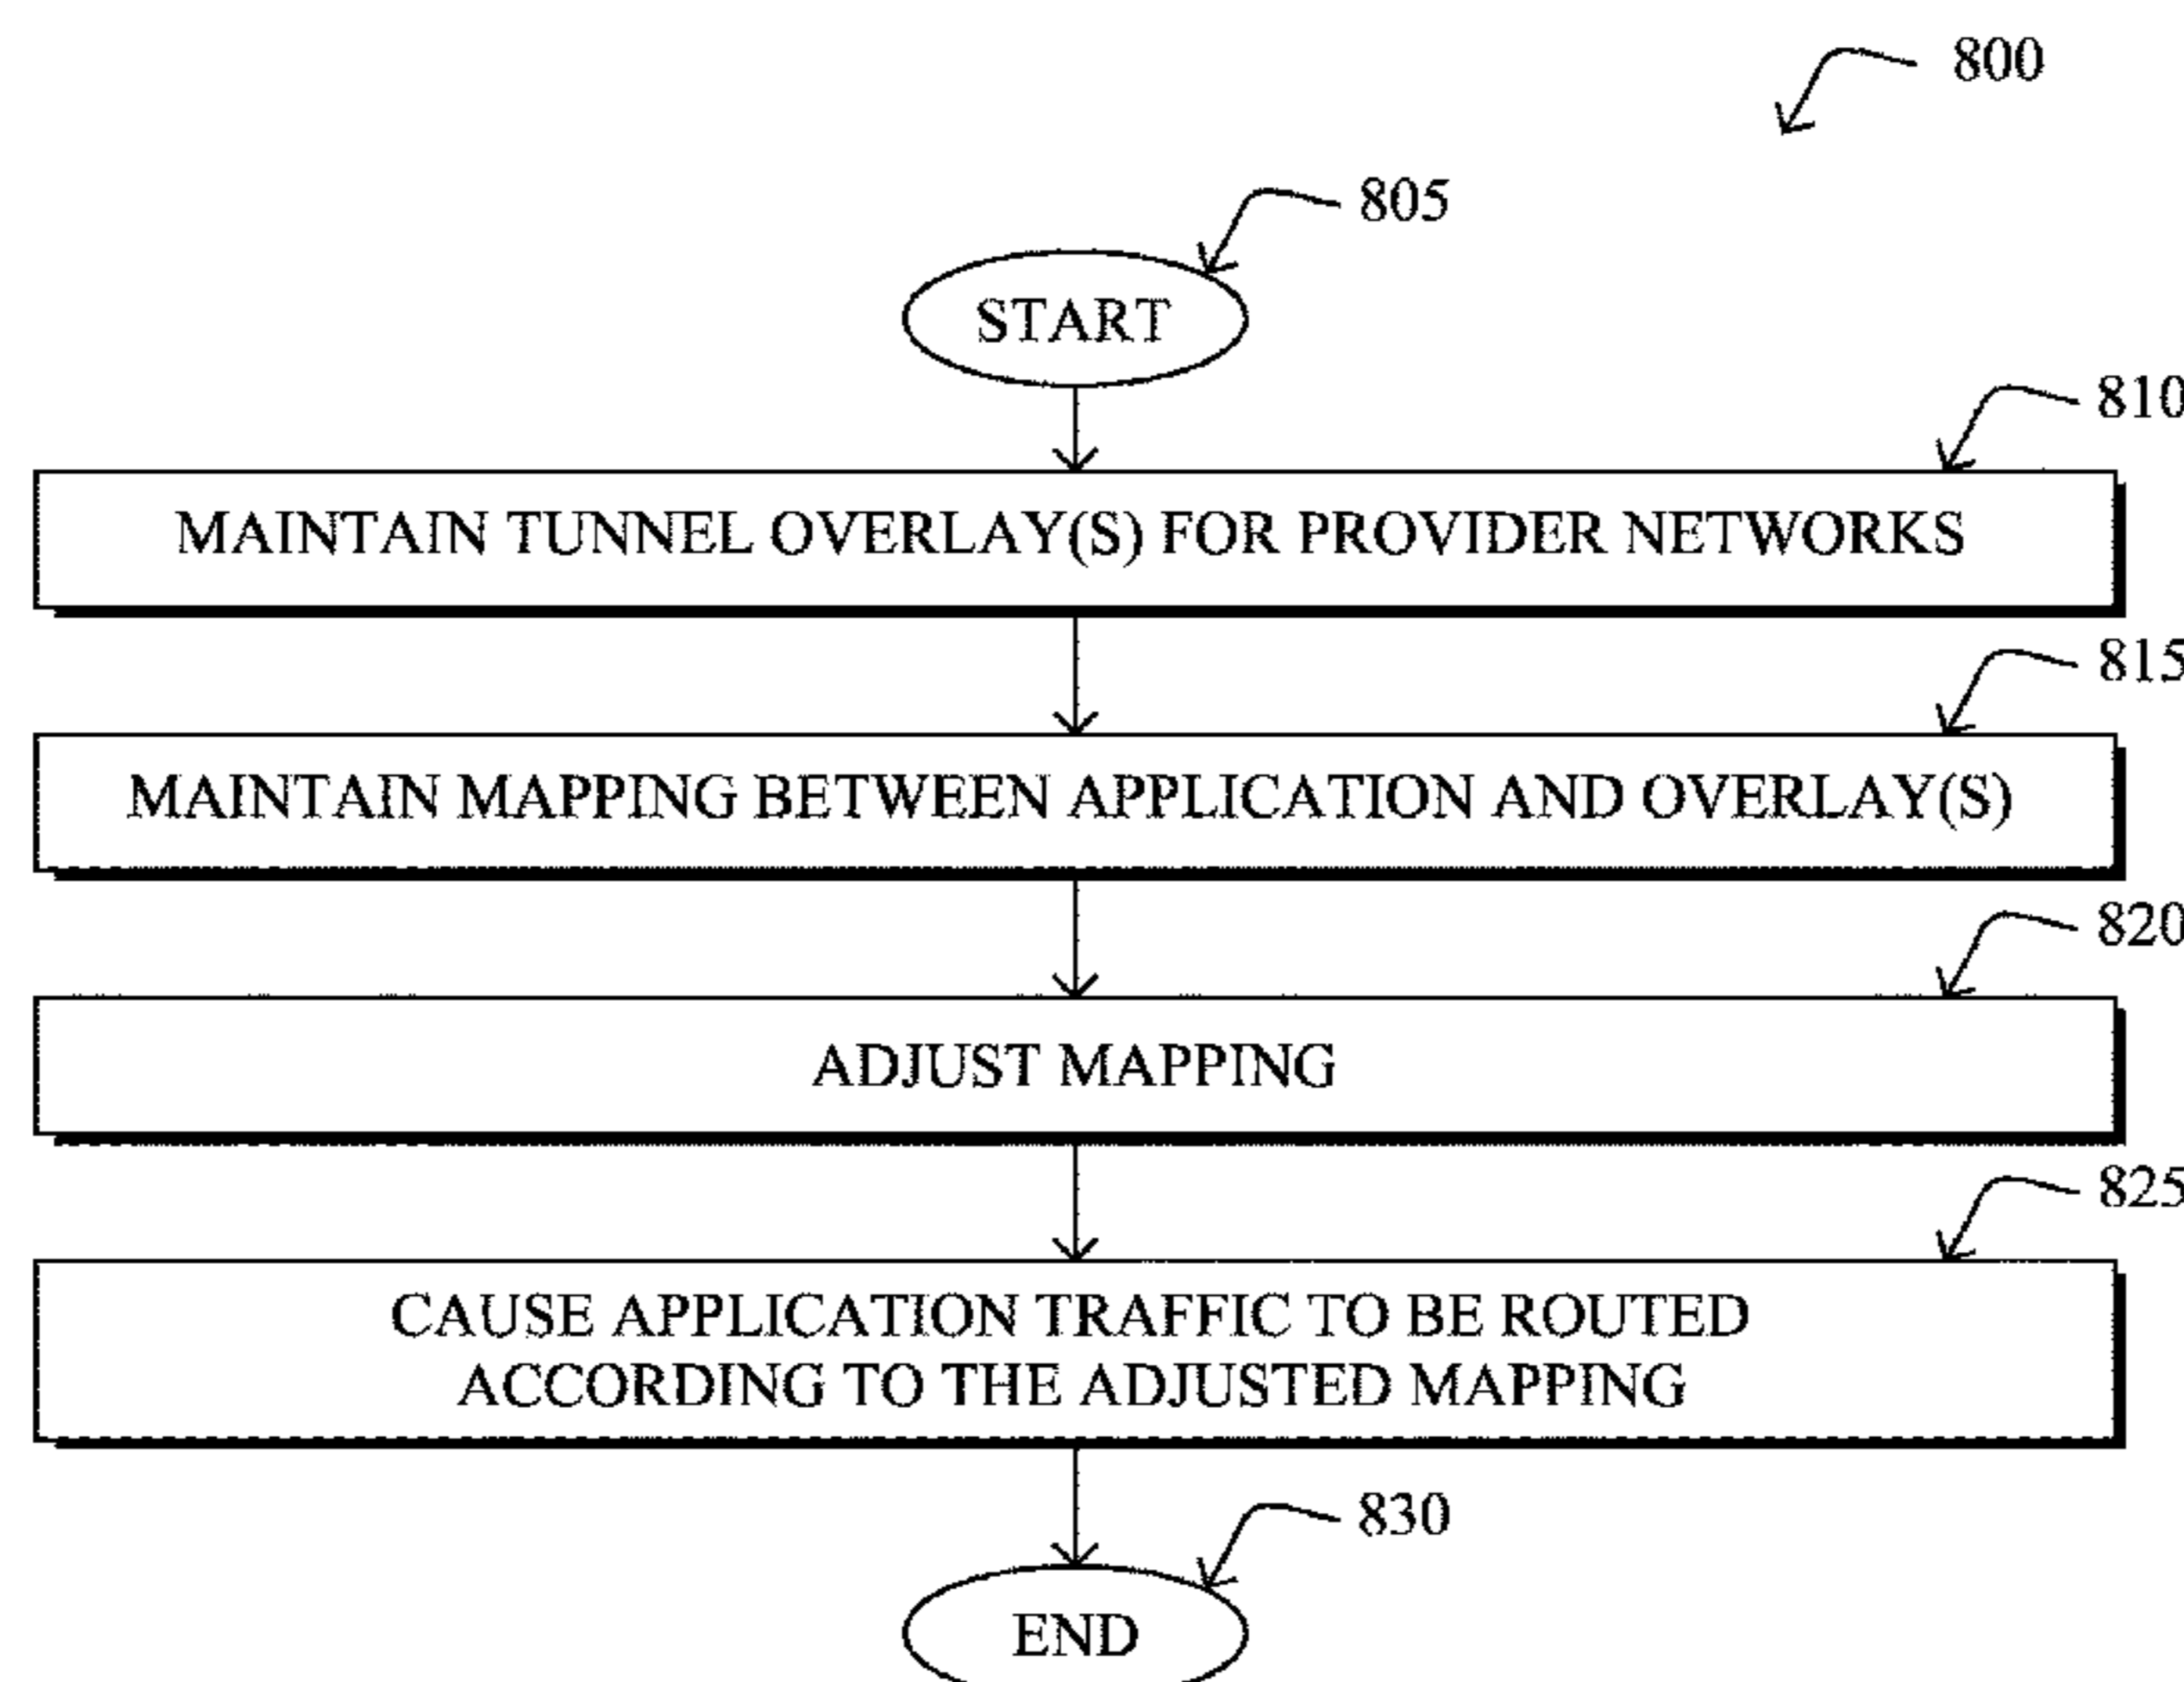 800
805
START
810
MAINTAIN TUNNEL OVERLAY(S) FOR PROVIDER NETWORKS
815
MAINTAIN MAPPING BETWEEN APPLICATION AND OVERLAY(S)
820
ADJUST MAPPING
825
CAUSE APPLICATION TRAFFIC TO BE ROUTED
ACCORDING TO THE ADJUSTED MAPPING
830
END